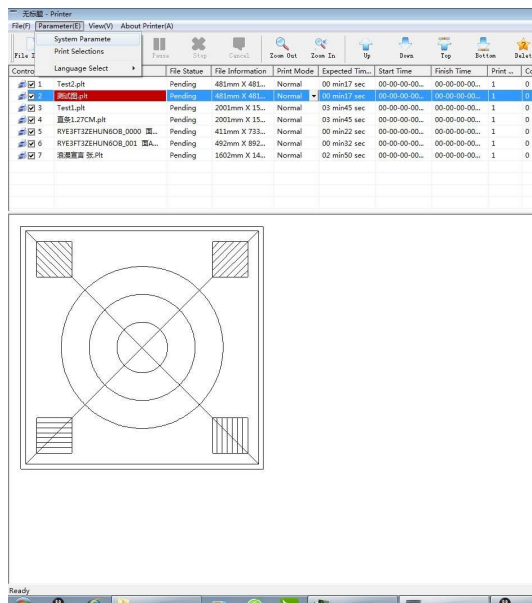 无标题 - Printer
File(F) Parameter(E) View(V) About Printer(A)
System Paramete
Print Selections
Language Select
File I Pause Stop Cancel Zoom Out Zoom In Up Down Top Bottom Delet
Contro File Statue File Information Print Mode Expected Tim... Start Time Finish Time Print ... Co
1 Test2.plt Pending 481mm X 481... Normal 00 min17 sec 00-00-00-00... 00-00-00-00... 1 0
2 测试图.plt Pending 481mm X 481... Normal 00 min17 sec 00-00-00-00... 00-00-00-00... 1 0
3 Test1.plt Pending 2001mm X 15... Normal 03 min45 sec 00-00-00-00... 00-00-00-00... 1 0
4 直条1.27CM.plt Pending 2001mm X 15... Normal 03 min45 sec 00-00-00-00... 00-00-00-00... 1 0
5 RYE3FT3ZEHUN6OB_0000 面... Pending 411mm X 733... Normal 00 min22 sec 00-00-00-00... 00-00-00-00... 1 0
6 RYE3FT3ZEHUN6OB_001 面A... Pending 492mm X 892... Normal 00 min32 sec 00-00-00-00... 00-00-00-00... 1 0
7 浪漫宣言 张.Plt Pending 1602mm X 14... Normal 02 min50 sec 00-00-00-00... 00-00-00-00... 1 0
Ready